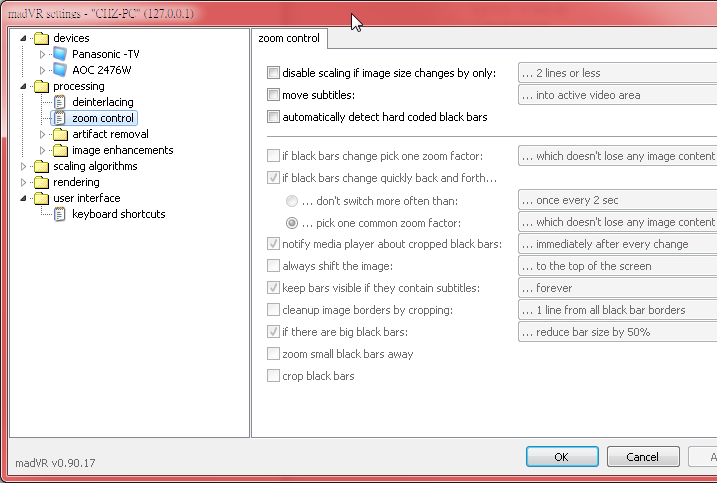 madVR settings - "CHZ-PC" (127.0.0.1)
devices
Panasonic -TV
AOC 2476W
processing
deinterlacing
zoom control
artifact removal
image enhancements
scaling algorithms
rendering
user interface
keyboard shortcuts
zoom control
disable scaling if image size changes by only: ... 2 lines or less
move subtitles: ... into active video area
automatically detect hard coded black bars
if black bars change pick one zoom factor: ... which doesn't lose any image content
if black bars change quickly back and forth...
... don't switch more often than: ... once every 2 sec
... pick one common zoom factor: ... which doesn't lose any image content
notify media player about cropped black bars: ... immediately after every change
always shift the image: ... to the top of the screen
keep bars visible if they contain subtitles: ... forever
cleanup image borders by cropping: ... 1 line from all black bar borders
if there are big black bars: ... reduce bar size by 50%
zoom small black bars away
crop black bars
madVR v0.90.17
OK Cancel A